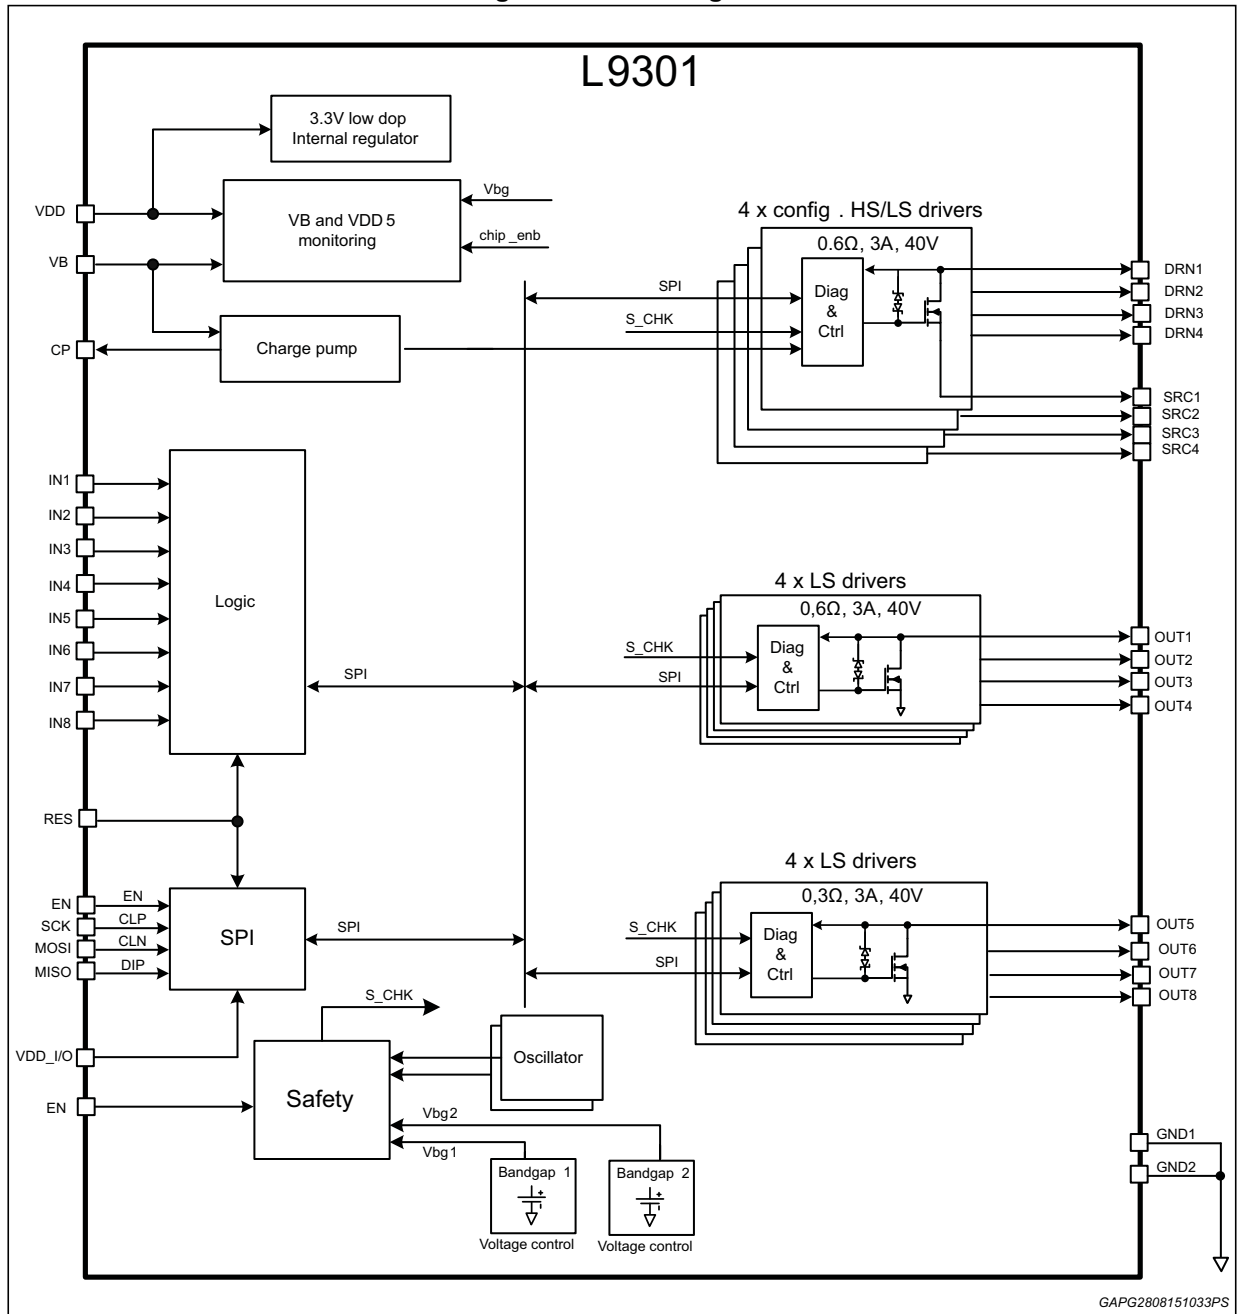 L9301
3.3V low dop
Internal regulator
VDD
VB and VDD 5
monitoring
Vbg
chip _enb
VB
CP
Charge pump
4 x config . HS/LS drivers
0.6Ω, 3A, 40V
SPI
S_CHK
Diag
&
Ctrl
DRN1
DRN2
DRN3
DRN4
SRC1
SRC2
SRC3
SRC4
IN1
IN2
IN3
IN4
IN5
IN6
IN7
IN8
Logic
SPI
4 x LS drivers
0,6Ω, 3A, 40V
S_CHK
SPI
Diag
&
Ctrl
OUT1
OUT2
OUT3
OUT4
RES
EN
SCK
MOSI
MISO
EN
CLP
CLN
DIP
SPI
SPI
4 x LS drivers
0,3Ω, 3A, 40V
S_CHK
SPI
Diag
&
Ctrl
OUT5
OUT6
OUT7
OUT8
VDD_I/O
EN
S_CHK
Safety
Oscillator
Vbg2
Vbg1
Bandgap 1
Voltage control
Bandgap 2
Voltage control
GND1
GND2
GAPG2808151033PS